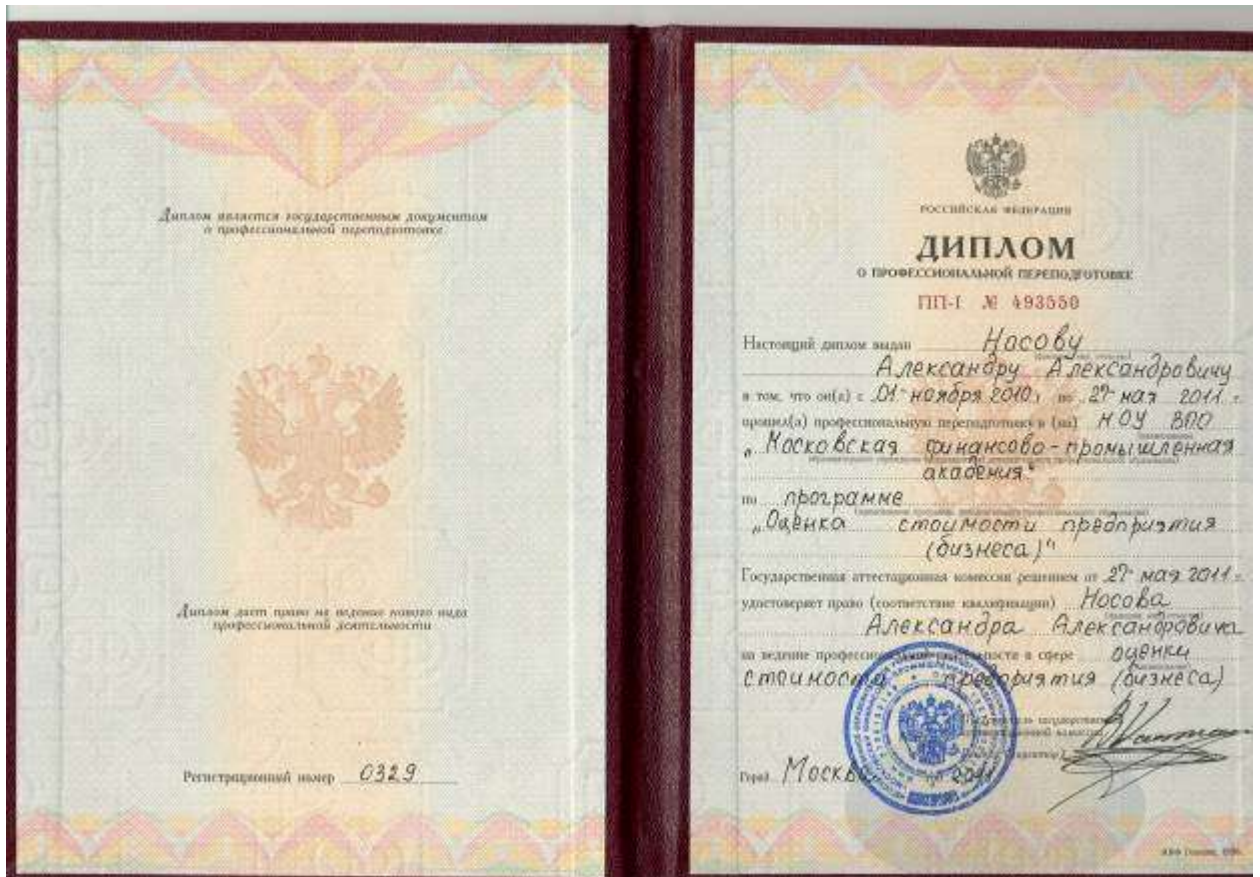 Диплом является государственным документом
о профессиональной переподготовке
Диплом дает право на ведение нового вида
профессиональной деятельности
Регистрационный номер 0329
РОССИЙСКАЯ ФЕДЕРАЦИЯ
ДИПЛОМ
О ПРОФЕССИОНАЛЬНОЙ ПЕРЕПОДГОТОВКЕ
ПП-I № 493550
Настоящий диплом выдан Носову
Александру Александровичу
в том, что он(а) с 01 ноября 2010 г. по 27 мая 2011 г.
прошел(а) профессиональную переподготовку в (на) НОУ ВПО
„Московская финансово-промышленная
академия“
по программе
„Оценка стоимости предприятия
(бизнеса)“
Государственная аттестационная комиссия решением от 27 мая 2011 г.
удостоверяет право (соответствие квалификации) Носова
Александра Александровича
на ведение профессиональной деятельности в сфере оценки
стоимости предприятия (бизнеса)
Город Москва 2011